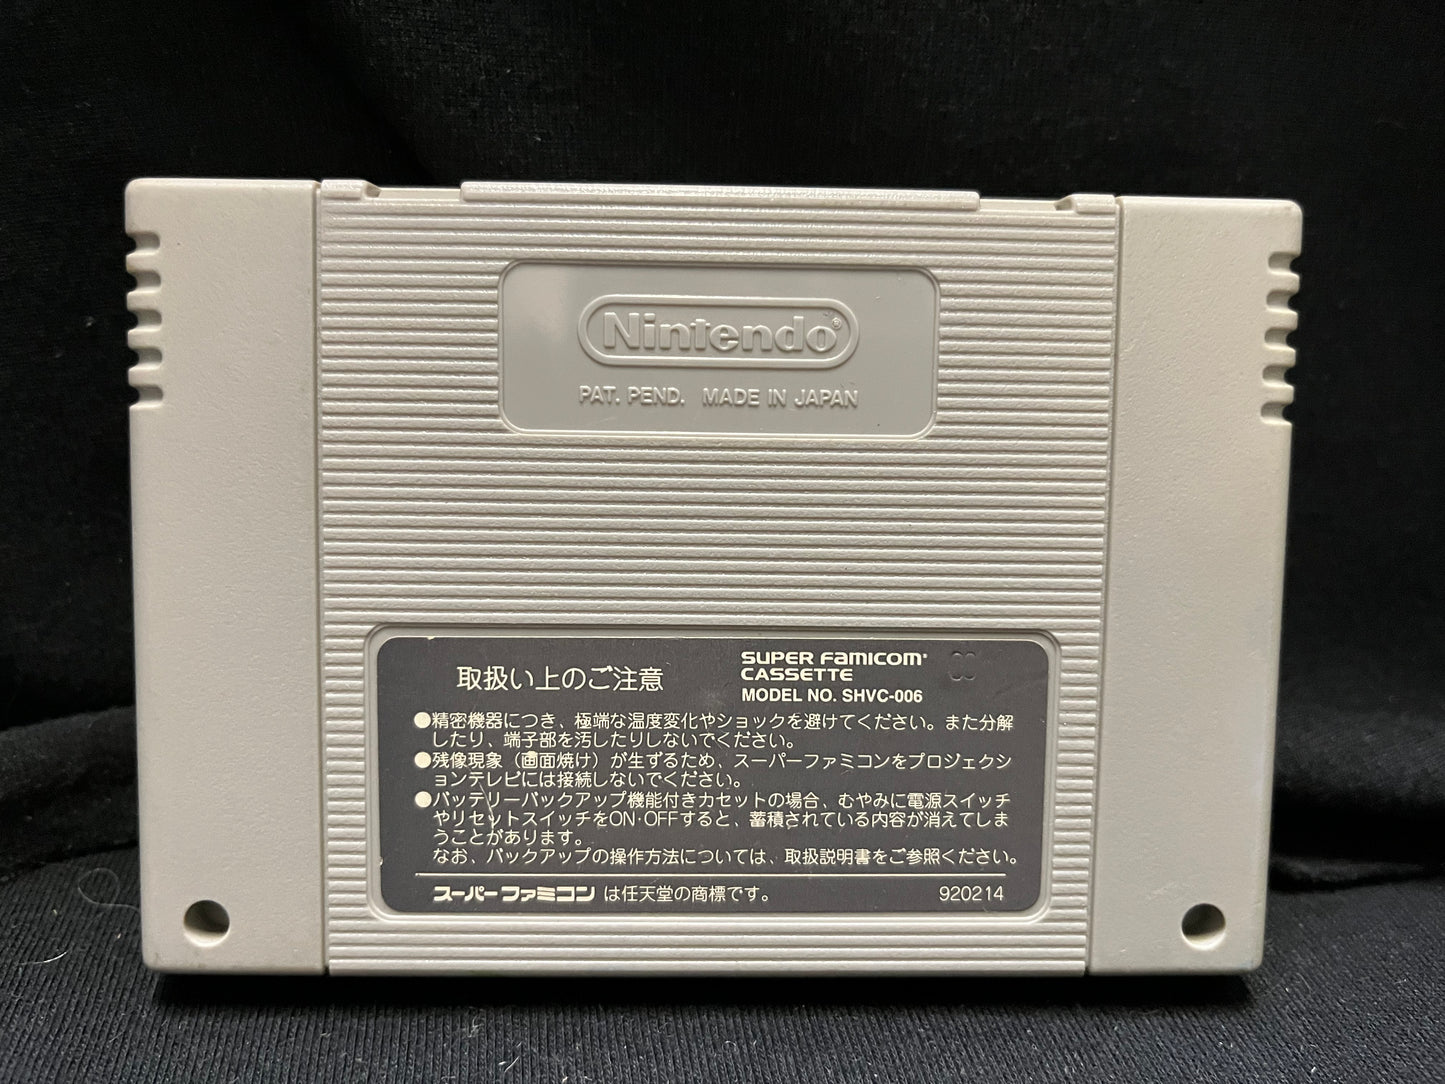 Nintendo®
PAT. PEND. MADE IN JAPAN
取扱い上のご注意
SUPER FAMICOM
CASSETTE
MODEL NO. SHVC-006
●精密機器につき、極端な温度変化やショックを避けてください。また分解
したり、端子部を汚したりしないでください。
●残像現象（画面焼け）が生ずるため、スーパーファミコンをプロジェクシ
ョンテレビには接続しないでください。
●バッテリーバックアップ機能付きカセットの場合、むやみに電源スイッチ
やリセットスイッチをON·OFFすると、蓄積されている内容が消えてしま
うことがあります。
なお、バックアップの操作方法については、取扱説明書をご参照ください。
スーパーファミコン は任天堂の商標です。 920214